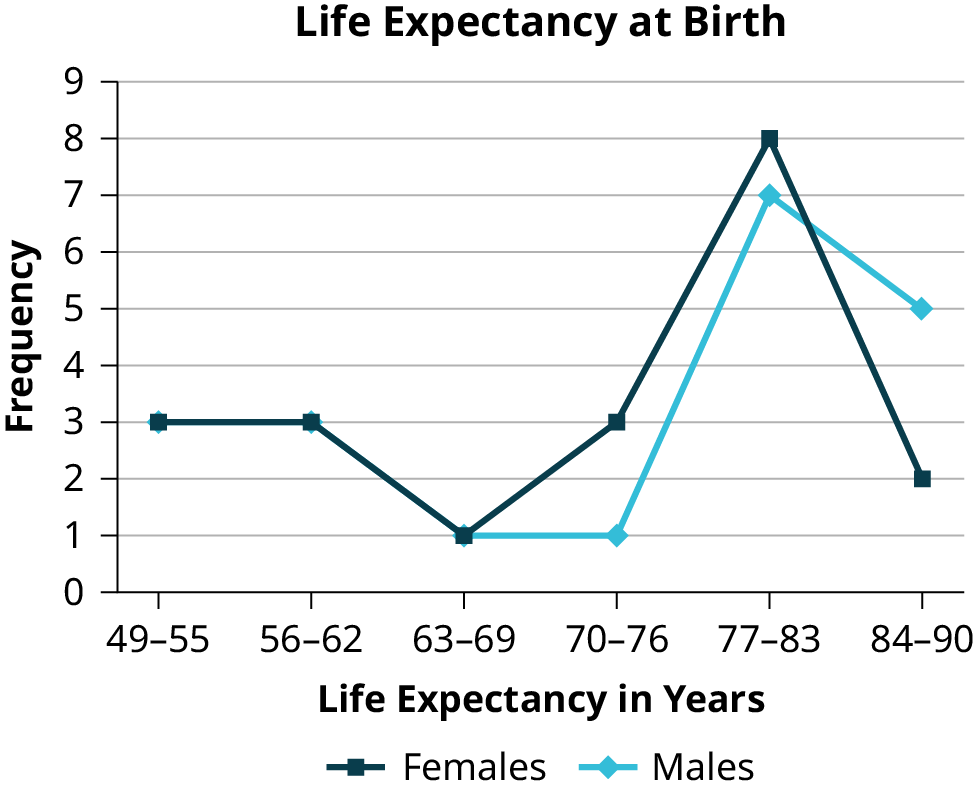 Life Expectancy at Birth
9
8
7
6
5
4
3
2
1
0
Frequency
49–55 56–62 63–69 70–76 77–83 84–90
Life Expectancy in Years
Females Males